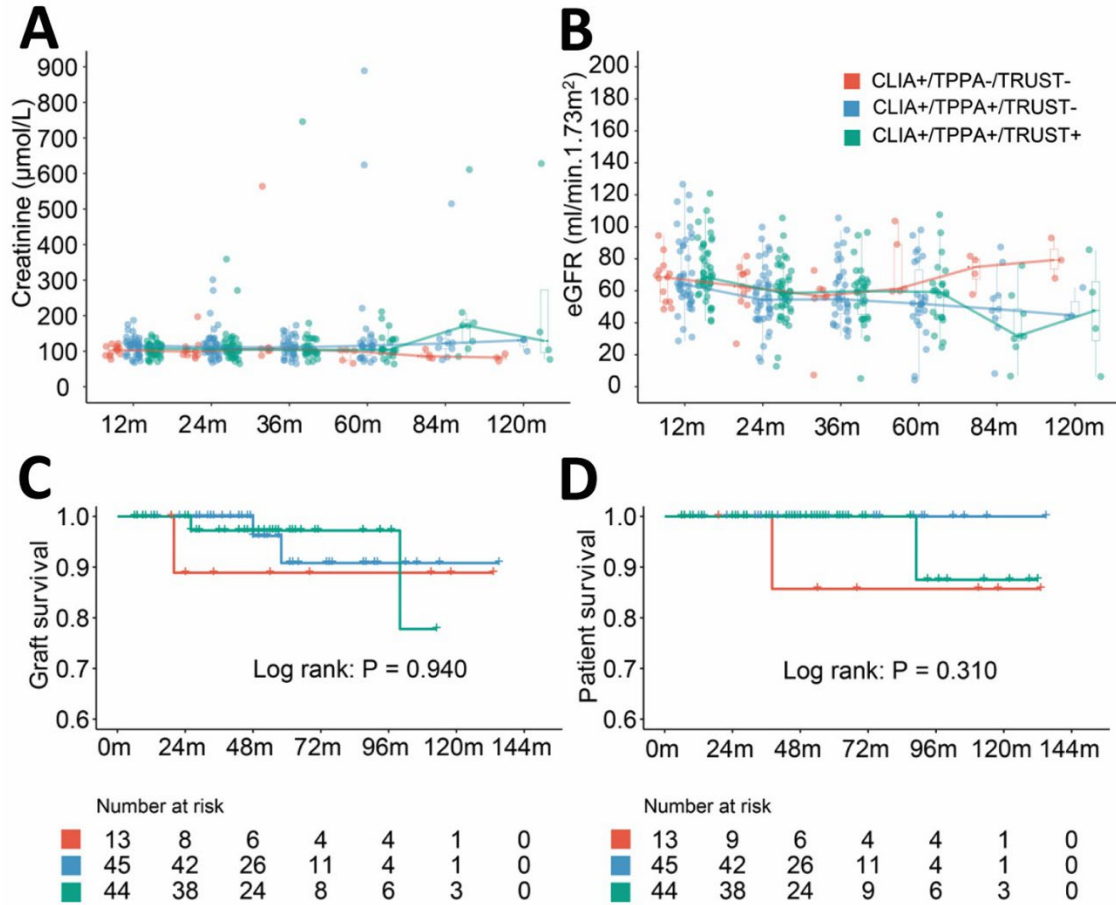 A
Creatinine (μmol/L)
900
800
700
600
500
400
300
200
100
0
12m 24m 36m 60m 84m 120m
B
eGFR (ml/min.1.73m²)
200
180
160
140
120
100
80
60
40
20
0
CLIA+/TPPA-/TRUST-
CLIA+/TPPA+/TRUST-
CLIA+/TPPA+/TRUST+
12m 24m 36m 60m 84m 120m
C
Graft survival
1.0
0.9
0.8
0.7
0.6
Log rank: P = 0.940
0m 24m 48m 72m 96m 120m 144m
Number at risk
13 8 6 4 4 1 0
45 42 26 11 4 1 0
44 38 24 8 6 3 0
D
Patient survival
1.0
0.9
0.8
0.7
0.6
Log rank: P = 0.310
0m 24m 48m 72m 96m 120m 144m
Number at risk
13 9 6 4 4 1 0
45 42 26 11 4 1 0
44 38 24 9 6 3 0